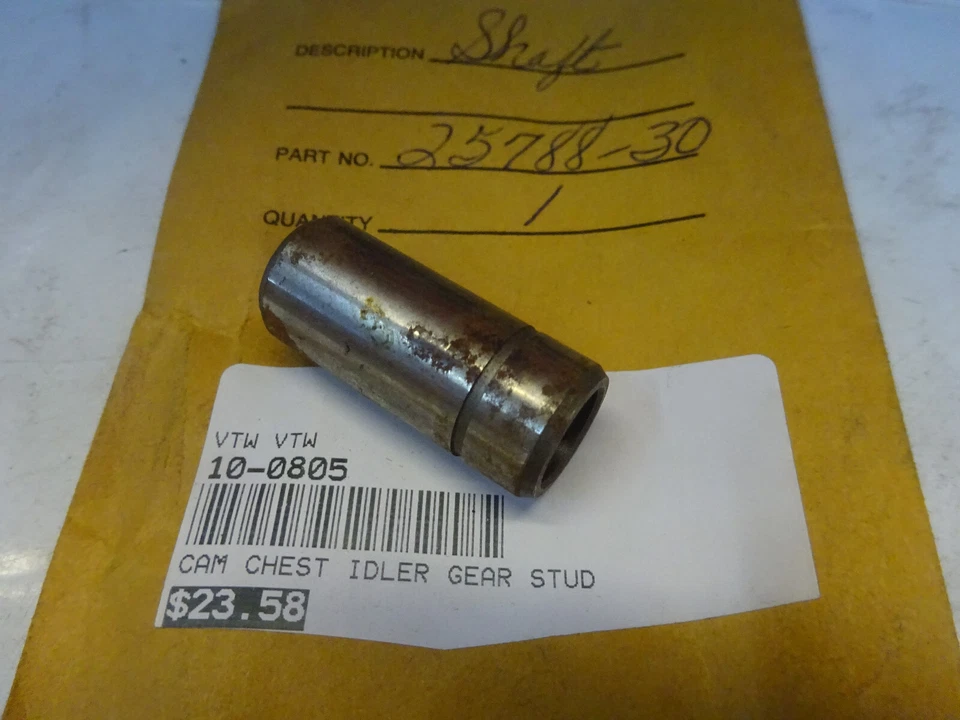 DESCRIPTION Shaft
PART NO. 25788-30
QUANTITY 1
VTW VTW
10-0805
CAM CHEST IDLER GEAR STUD
$23.58